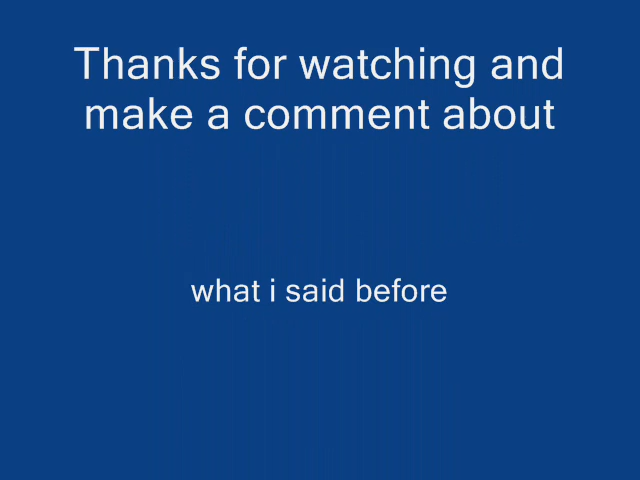 Thanks for watching and
make a comment about
what i said before